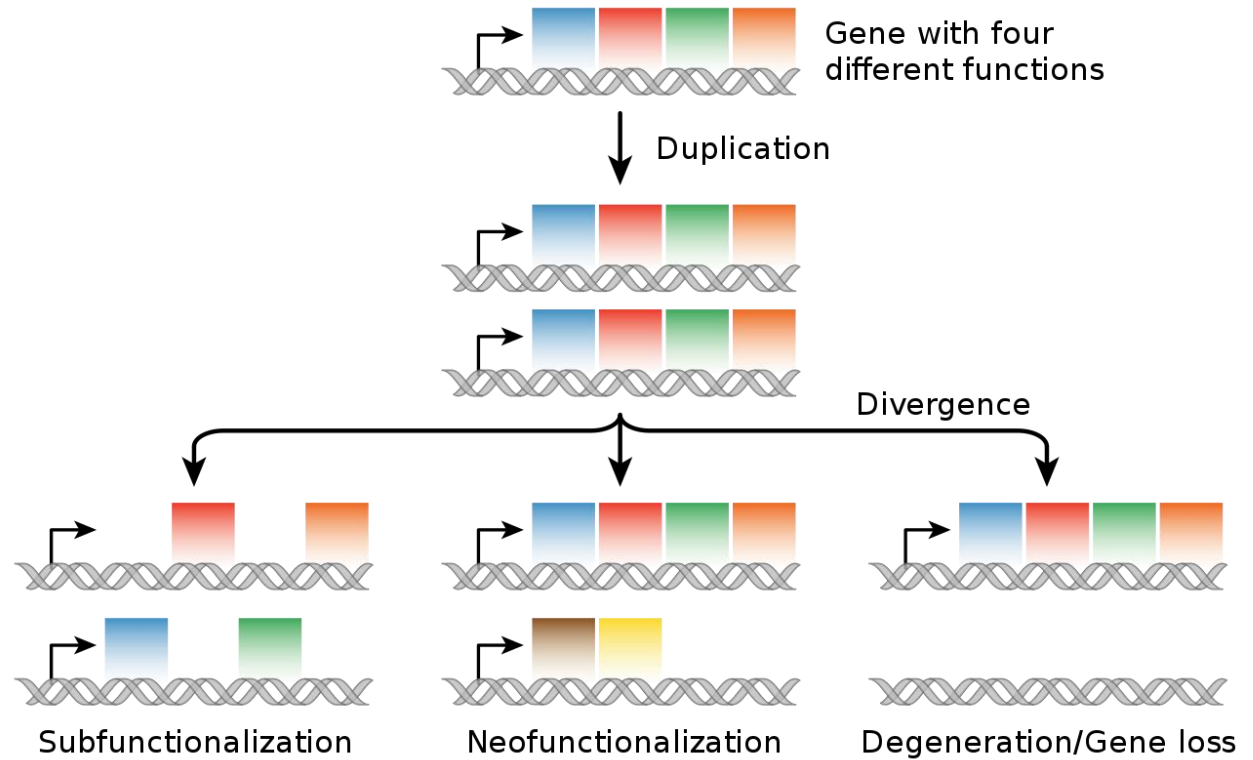 Gene with four
different functions
Duplication
Divergence
Subfunctionalization
Neofunctionalization
Degeneration/Gene loss